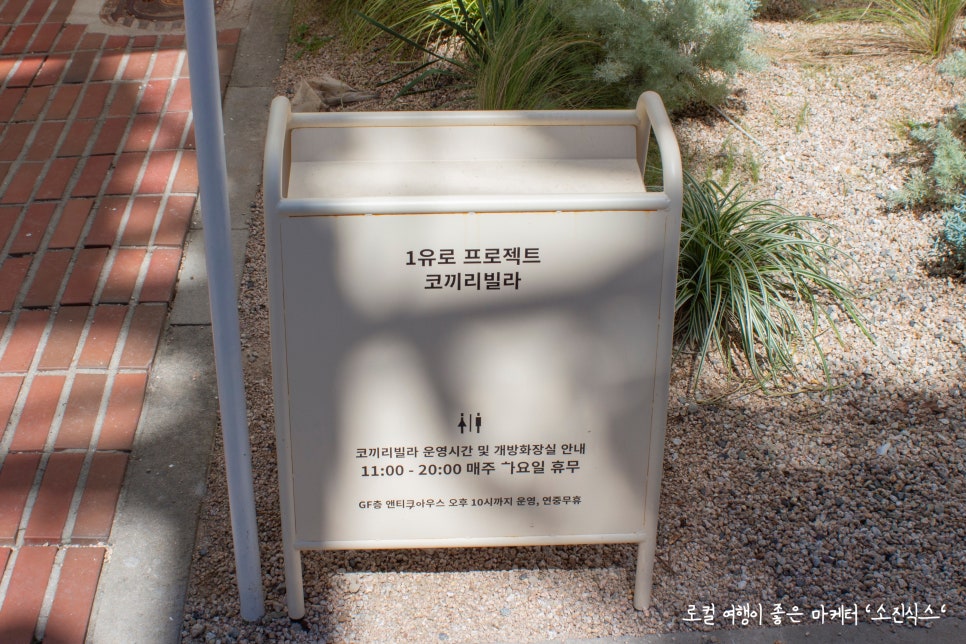 1유로 프로젝트
코끼리빌라
코끼리빌라 운영시간 및 개방화장실 안내
11:00 - 20:00 매주 휴무
GF층 앤티크하우스 오후 10시까지 운영, 연중무휴
로컬 여행이 좋은 마케터 '소진식스'